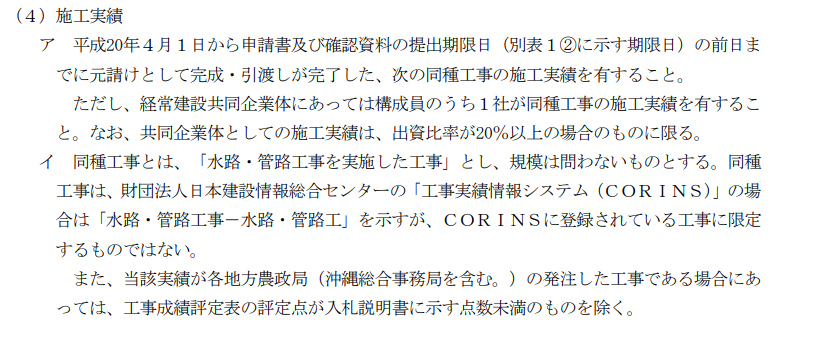 （４）施工実績
ア　平成20年４月１日から申請書及び確認資料の提出期限日（別表１②に示す期限日）の前日ま
でに元請けとして完成・引渡しが完了した、次の同種工事の施工実績を有すること。
ただし、経常建設共同企業体にあっては構成員のうち１社が同種工事の施工実績を有するこ
と。なお、共同企業体としての施工実績は、出資比率が20％以上の場合のものに限る。
イ　同種工事とは、「水路・管路工事を実施した工事」とし、規模は問わないものとする。同種
工事は、財団法人日本建設情報総合センターの「工事実績情報システム（ＣＯＲＩＮＳ）」の場
合は「水路・管路工事－水路・管路工」を示すが、ＣＯＲＩＮＳに登録されている工事に限定
するものではない。
また、当該実績が各地方農政局（沖縄総合事務局を含む。）の発注した工事である場合にあ
っては、工事成績評定表の評定点が入札説明書に示す点数未満のものを除く。